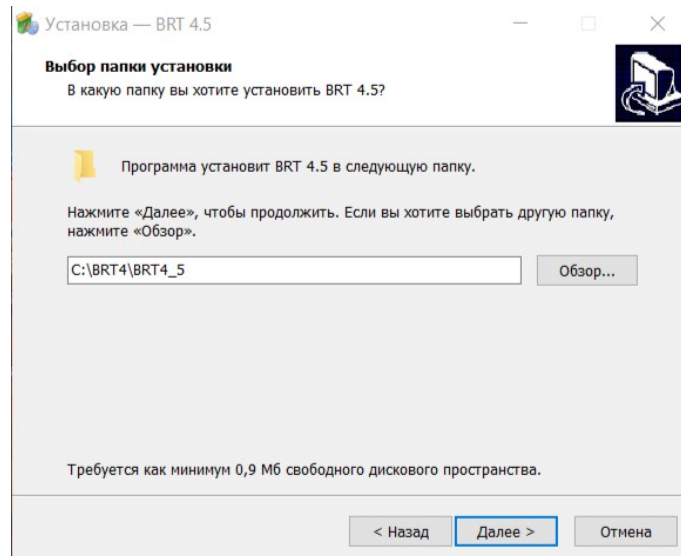 Установка — BRT 4.5
Выбор папки установки
В какую папку вы хотите установить BRT 4.5?
Программа установит BRT 4.5 в следующую папку.
Нажмите «Далее», чтобы продолжить. Если вы хотите выбрать другую папку,
нажмите «Обзор».
C:\BRT4\BRT4_5
Обзор...
Требуется как минимум 0,9 Мб свободного дискового пространства.
< Назад Далее > Отмена